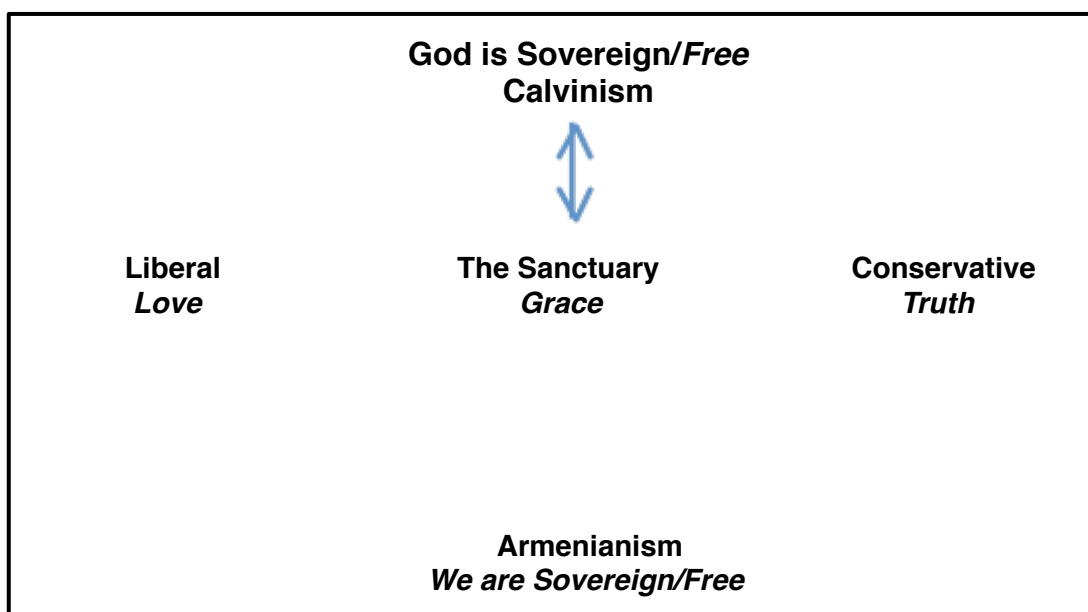 God is Sovereign/Free
Calvinism
Liberal
Love
The Sanctuary
Grace
Conservative
Truth
Armenianism
We are Sovereign/Free